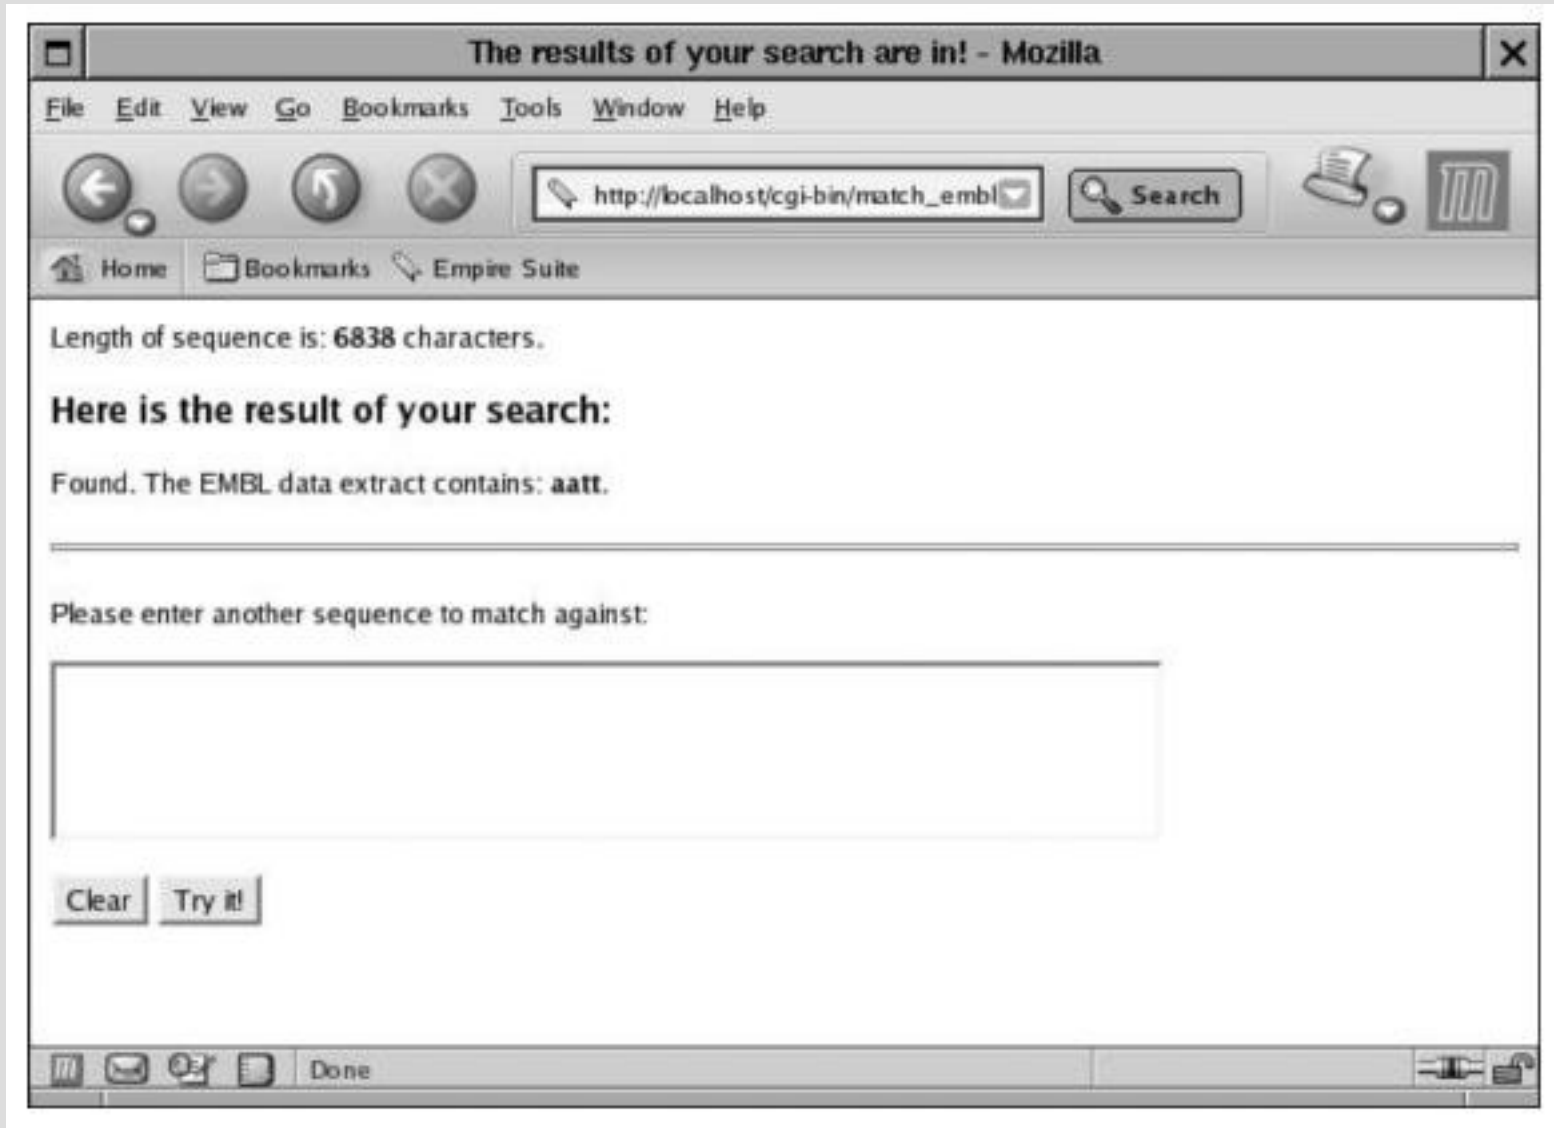 The results of your search are in! - Mozilla
File Edit View Go Bookmarks Tools Window Help
http://localhost/cgi-bin/match_embl
Search
Home Bookmarks Empire Suite
Length of sequence is: 6838 characters.
Here is the result of your search:
Found. The EMBL data extract contains: aatt.
Please enter another sequence to match against:
Clear Try it!
Done